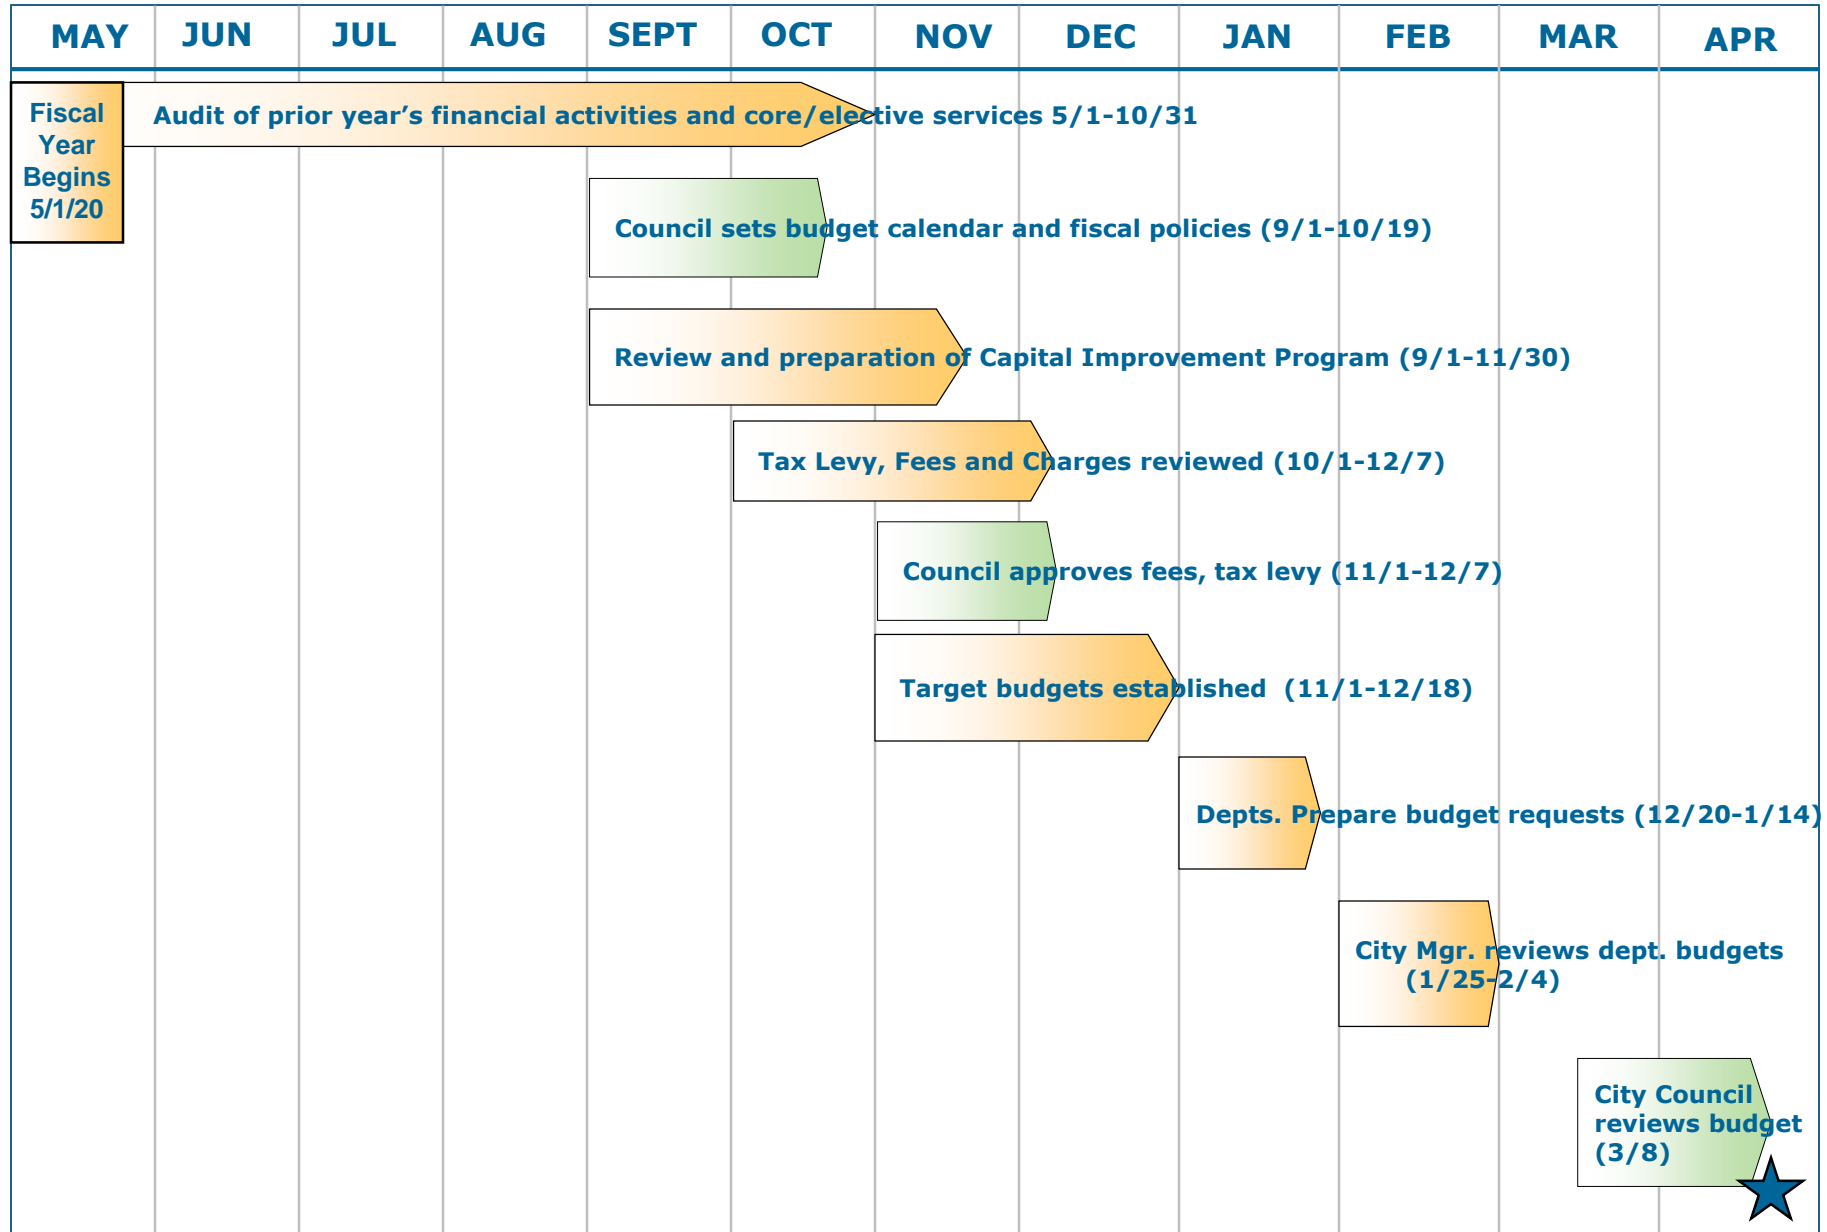 MAY JUN JUL AUG SEPT OCT NOV DEC JAN FEB MAR APR
Fiscal
Year
Begins
5/1/20
Audit of prior year’s financial activities and core/elective services 5/1-10/31
Council sets budget calendar and fiscal policies (9/1-10/19)
Review and preparation of Capital Improvement Program (9/1-11/30)
Tax Levy, Fees and Charges reviewed (10/1-12/7)
Council approves fees, tax levy (11/1-12/7)
Target budgets established (11/1-12/18)
Depts. Prepare budget requests (12/20-1/14)
City Mgr. reviews dept. budgets
(1/25-2/4)
City Council
reviews budget
(3/8)